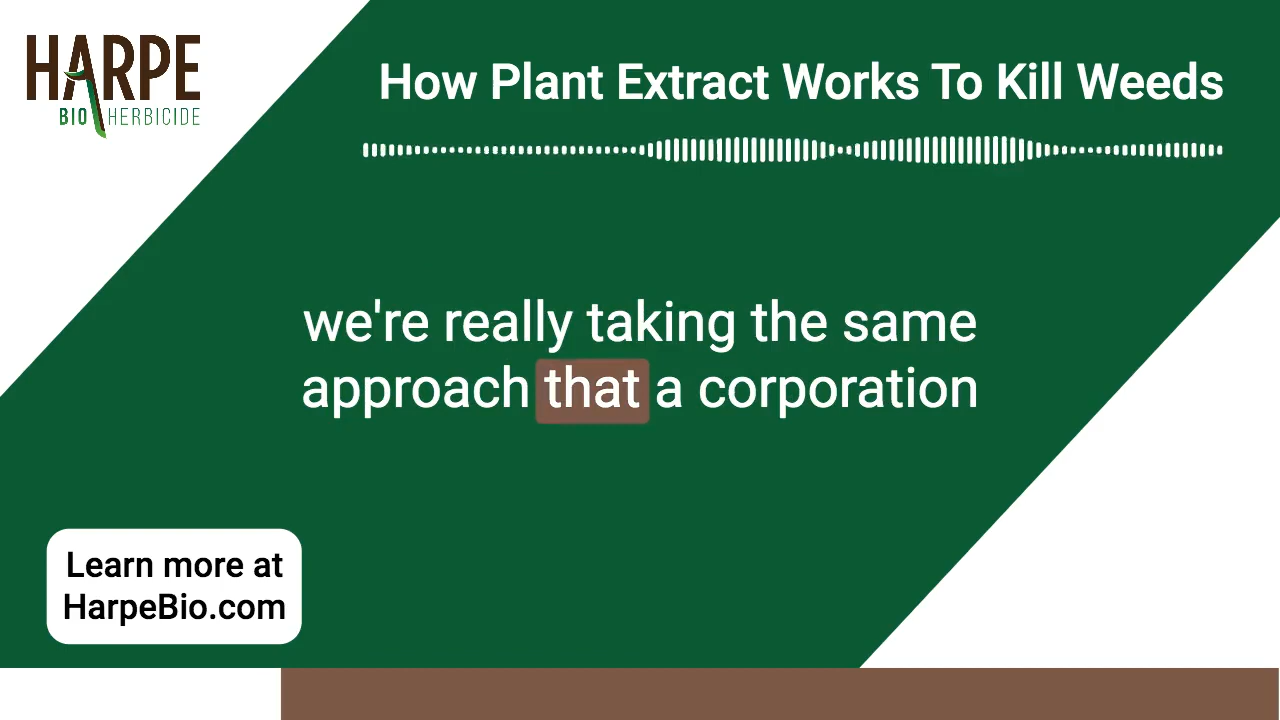 HARPE
BIO HERBICIDE
How Plant Extract Works To Kill Weeds
we're really taking the same
approach that a corporation
Learn more at
HarpeBio.com